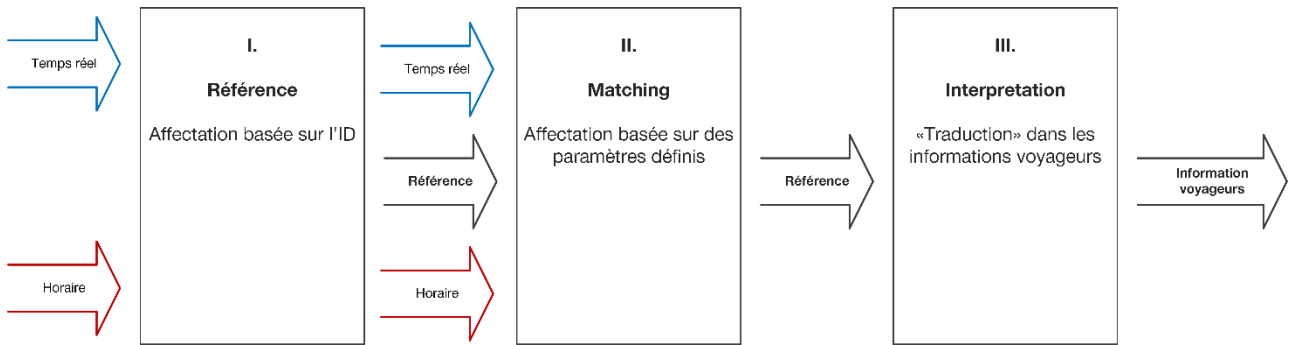 Temps réel
I.
Référence
Affectation basée sur l'ID
Temps réel
Référence
Horaire
Horaire
II.
Matching
Affectation basée sur des
paramètres définis
Référence
III.
Interpretation
«Traduction» dans les
informations voyageurs
Information
voyageurs